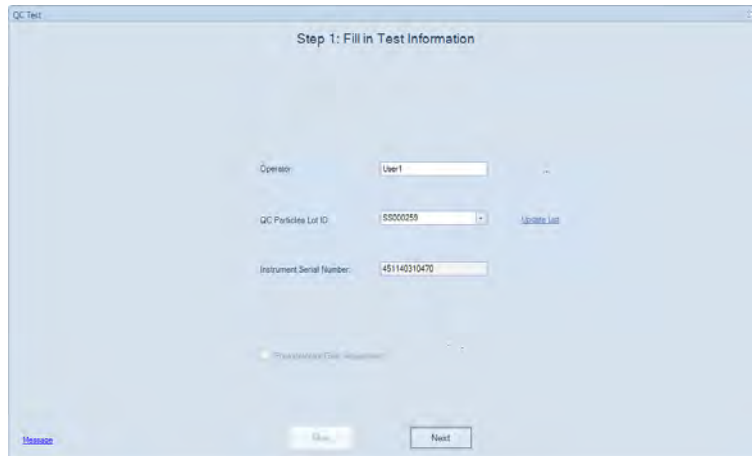 QC Test
Step 1: Fill in Test Information
Operator
User1
QC Particles Lot ID
SS000259
Update List
Instrument Serial Number:
451140310470
Message
Next